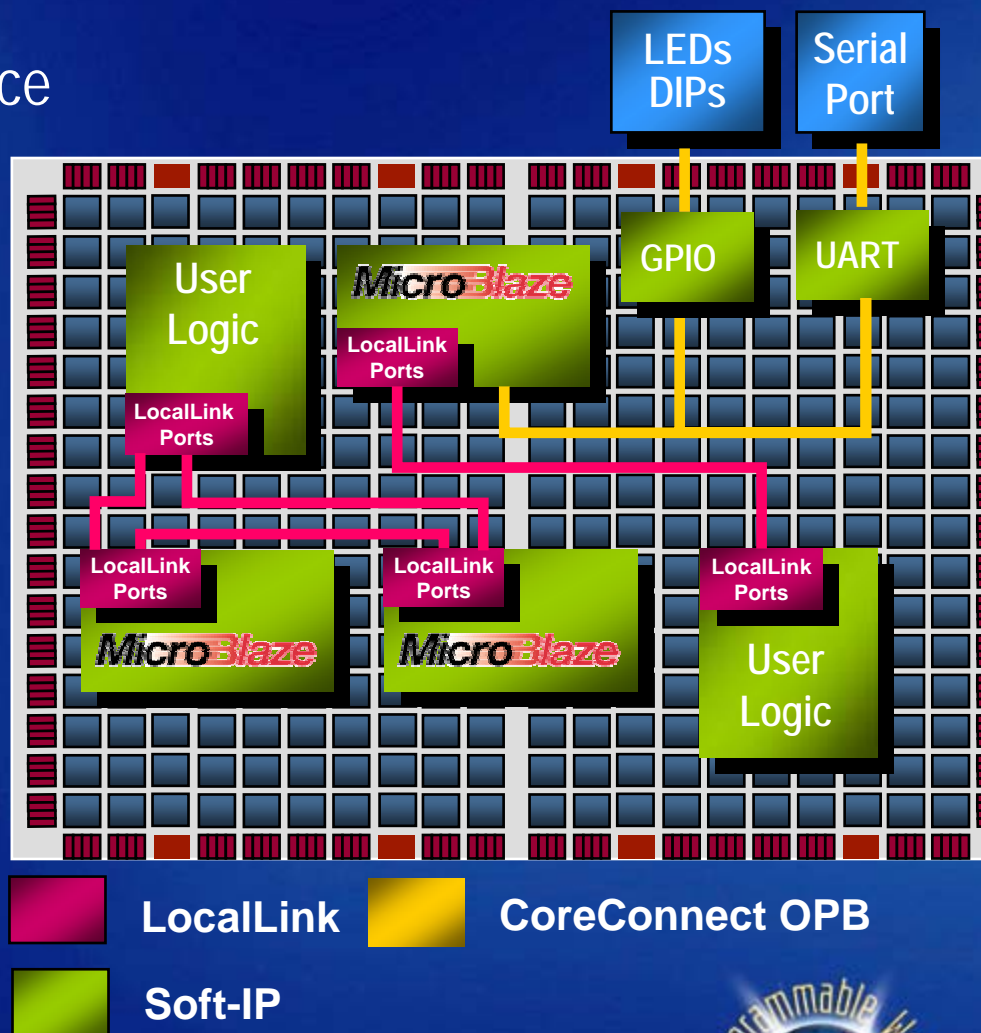 LEDs
DIPs
Serial
Port
User
Logic
MicroBlaze
GPIO
UART
LocalLink
Ports
LocalLink
Ports
LocalLink
Ports
LocalLink
Ports
LocalLink
Ports
MicroBlaze
MicroBlaze
User
Logic
LocalLink
CoreConnect OPB
Soft-IP